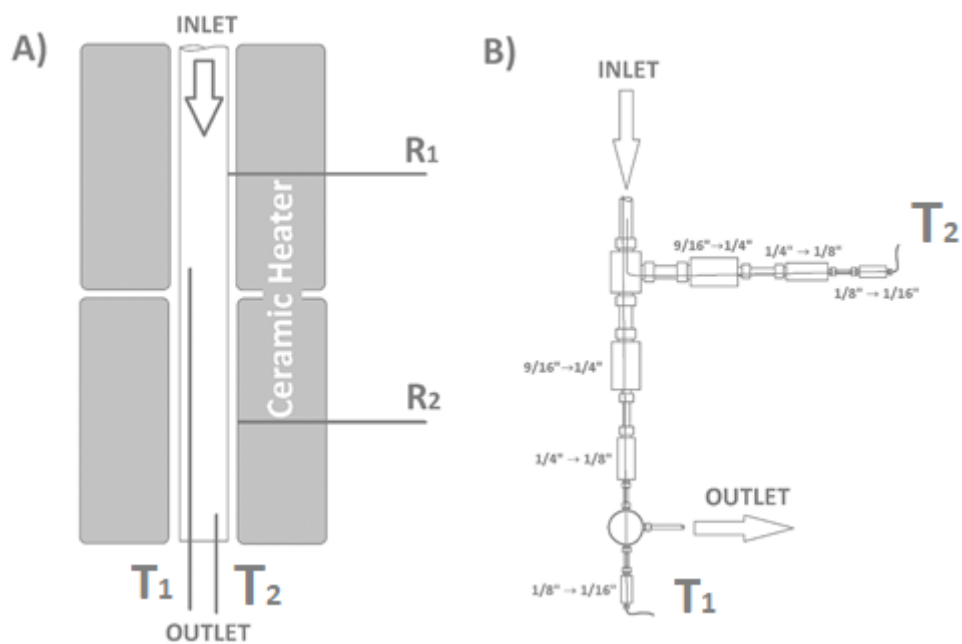 A)
INLET
R1
Ceramic Heater
R2
T1
T2
OUTLET
B)
INLET
T2
9/16"→1/4"
1/4" → 1/8"
1/8" → 1/16"
9/16"→1/4"
1/4" → 1/8"
OUTLET
1/8" → 1/16"
T1